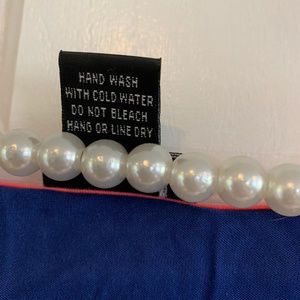 HAND WASH
WITH COLD WATER
DO NOT BLEACH
HANG OR LINE DRY